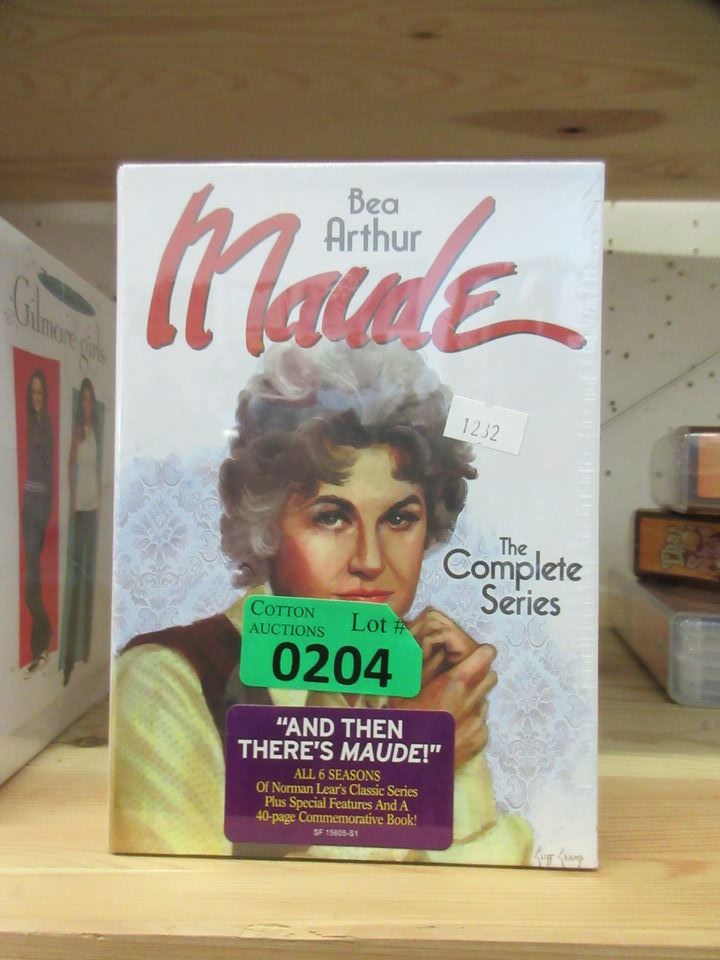 Bea
Arthur
Maude
1232
The
Complete
Series
COTTON
AUCTIONS
Lot #
0204
"AND THEN
THERE'S MAUDE!"
ALL 6 SEASONS
Of Norman Lear's Classic Series
Plus Special Features And A
40-page Commemorative Book!
SF 15605-S1
Gilmore girls